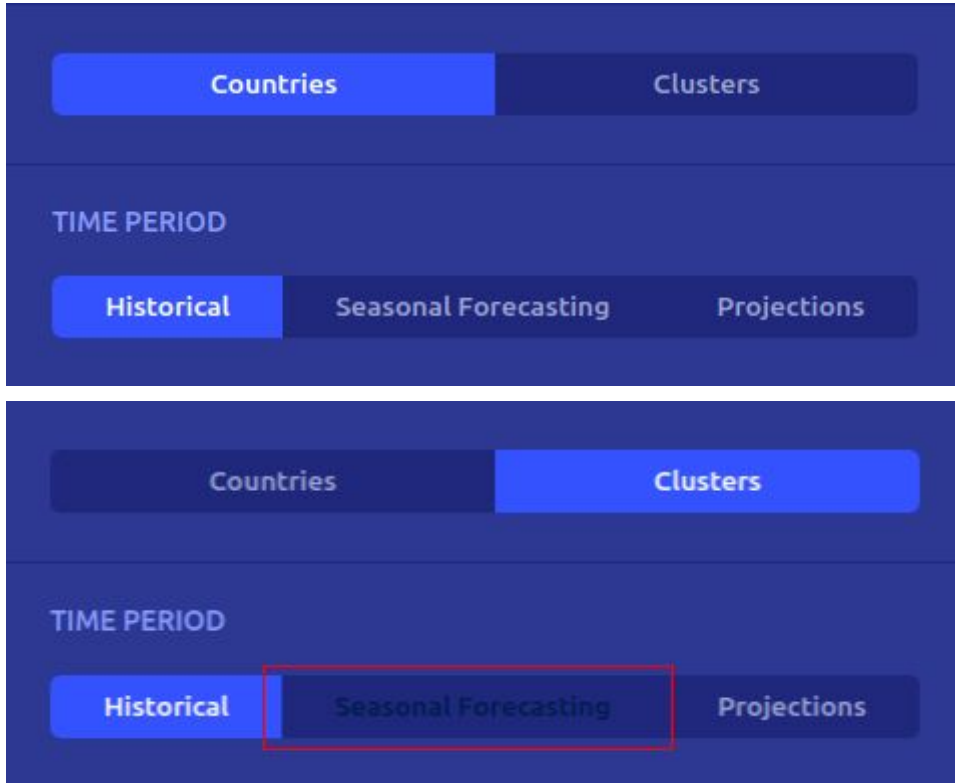 Countries Clusters
TIME PERIOD
Historical Seasonal Forecasting Projections
Countries Clusters
TIME PERIOD
Historical Seasonal Forecasting Projections